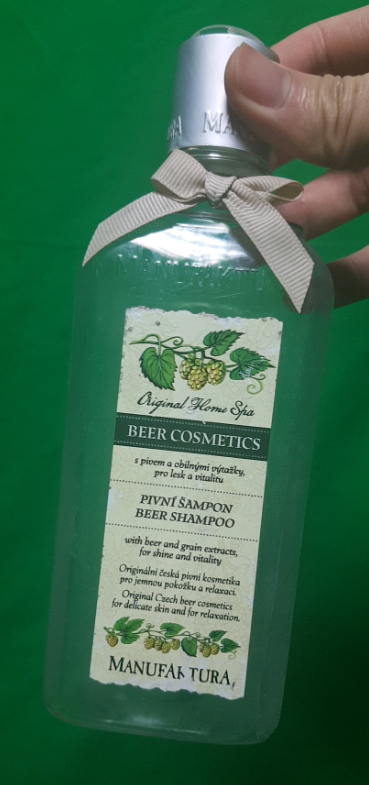 Original Home Spa
BEER COSMETICS
s pivem a obilnými výtažky,
pro lesk a vitalitu
PIVNÍ ŠAMPON
BEER SHAMPOO
with beer and grain extracts,
for shine and vitality
Originální česká pivní kosmetika
pro jemnou pokožku a relaxaci.
Original Czech beer cosmetics
for delicate skin and for relaxation.
MANUFAKTURA